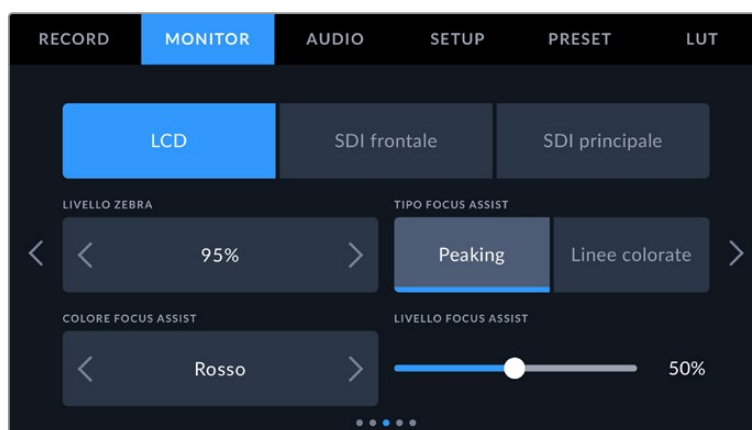 RECORD MONITOR AUDIO SETUP PRESET LUT
LCD SDI frontale SDI principale
LIVELLO ZEBRA TIPO FOCUS ASSIST
95% Peaking Linee colorate
COLORE FOCUS ASSIST LIVELLO FOCUS ASSIST
Rosso 50%